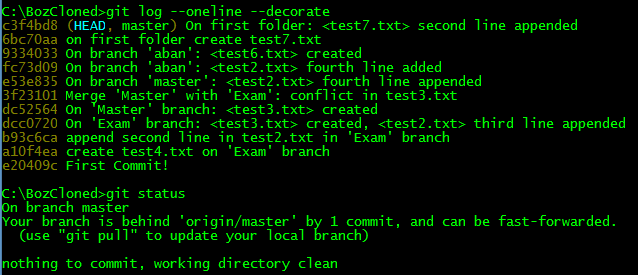 C:\BozCloned>git log --oneline --decorate
c3f4bd8 (HEAD, master) On first folder: <test7.txt> second line appended
6bc70aa on first folder create test7.txt
9334033 On branch 'aban': <test6.txt> created
fc73d09 On branch 'aban': <test2.txt> fourth line added
e53e835 On branch 'master': <test2.txt> fourth line appended
3f23101 Merge 'Master' with 'Exam': conflict in test3.txt
dc52564 On 'Master' branch: <test3.txt> created
dcc0720 On 'Exam' branch: <test3.txt> created, <test2.txt> third line appended
b93c6ca append second line in test2.txt in 'Exam' branch
a10f4ea create test4.txt on 'Exam' branch
e20409c First Commit!
C:\BozCloned>git status
On branch master
Your branch is behind 'origin/master' by 1 commit, and can be fast-forwarded.
(use "git pull" to update your local branch)
nothing to commit, working directory clean